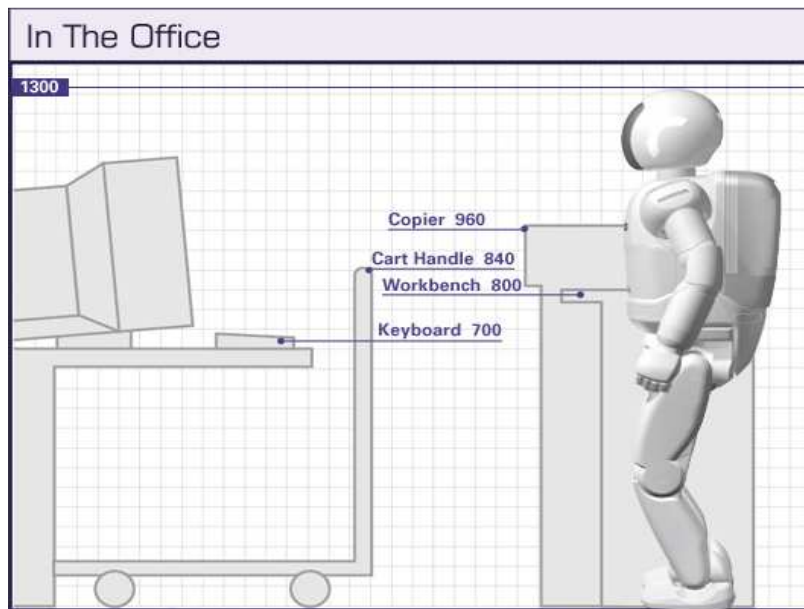 In The Office
1300
Copier 960
Cart Handle 840
Workbench 800
Keyboard 700